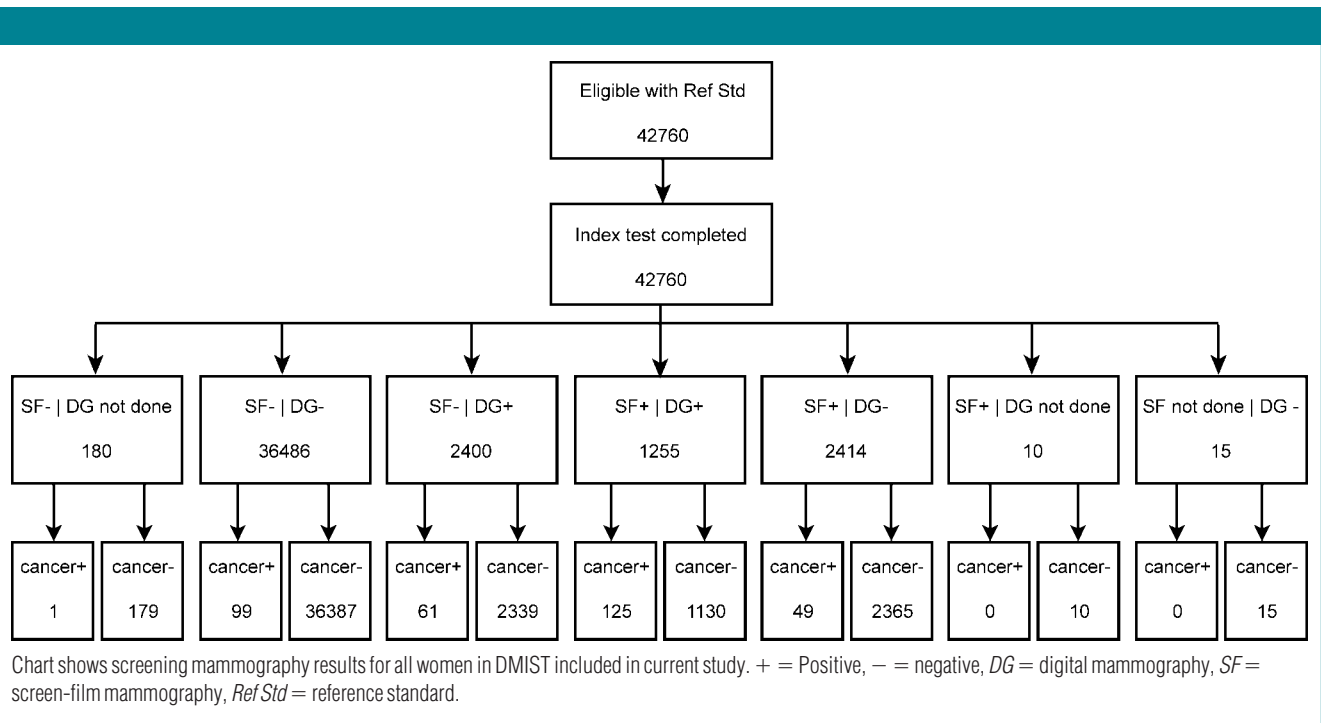 Eligible with Ref Std
42760
Index test completed
42760
SF- | DG not done
180
SF- | DG-
36486
SF- | DG+
2400
SF+ | DG+
1255
SF+ | DG-
2414
SF+ | DG not done
10
SF not done | DG -
15
cancer+
1
cancer-
179
cancer+
99
cancer-
36387
cancer+
61
cancer-
2339
cancer+
125
cancer-
1130
cancer+
49
cancer-
2365
cancer+
0
cancer-
10
cancer+
0
cancer-
15
Chart shows screening mammography results for all women in DMIST included in current study. + = Positive, − = negative, DG = digital mammography, SF =
screen-film mammography, Ref Std = reference standard.